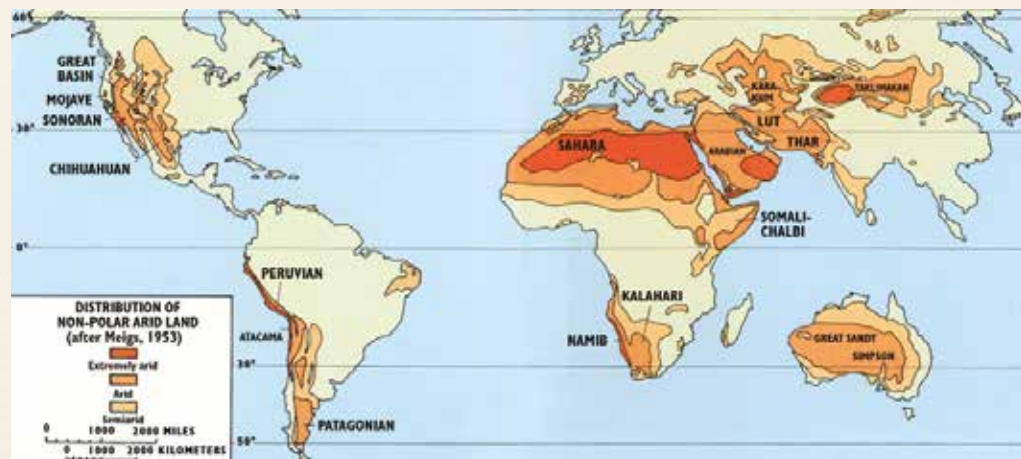 60°
GREAT
BASIN
MOJAVE
SONORAN
30°
CHIHUAHUAN
0°
PERUVIAN
ATACAMA
30°
PATAGONIAN
50°
SAHARA
ARABIAN
KARA
KUM
TAKLIMAKAN
LUT
THAR
SOMALI-
CHALBI
KALAHARI
NAMIB
GREAT SANDY
SIMPSON
DISTRIBUTION OF
NON-POLAR ARID LAND
(after Meigs, 1953)
Extremely arid
Arid
Semiarid
0 1000 2000 MILES
0 1000 2000 KILOMETERS